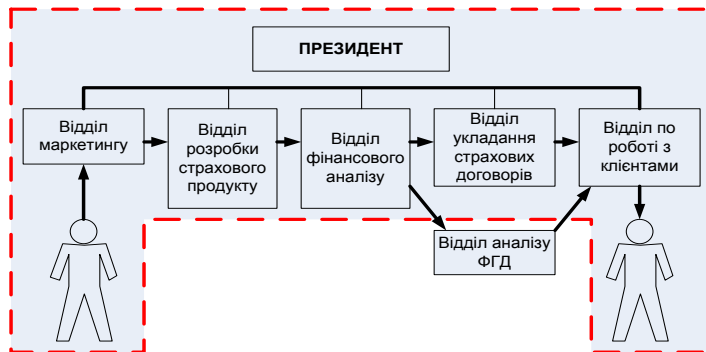 ПРЕЗИДЕНТ
Відділ
маркетингу
Відділ
розробки
страхового
продукту
Відділ
фінансового
аналізу
Відділ
укладання
страхових
договорів
Відділ по
роботі з
клієнтами
Відділ аналізу
ФГД